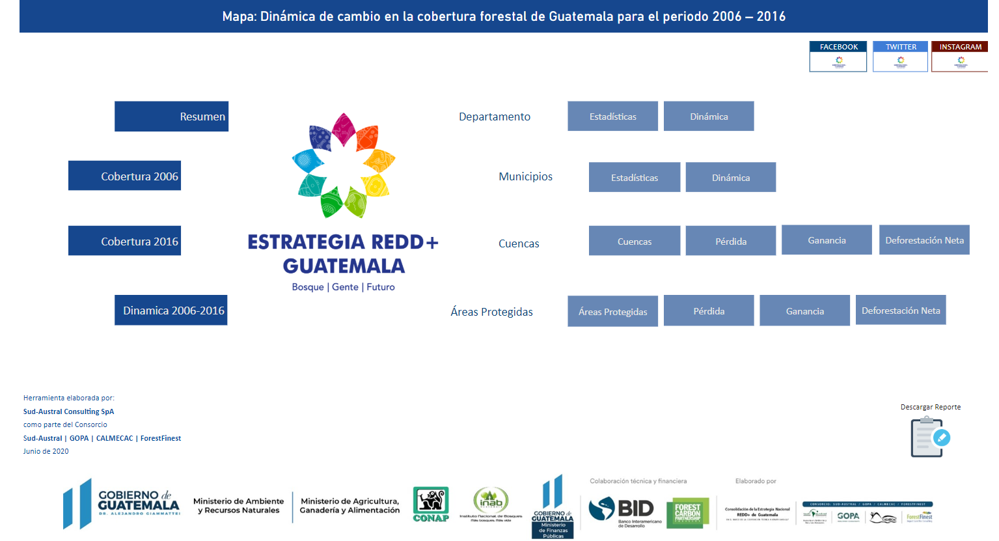 Mapa: Dinámica de cambio en la cobertura forestal de Guatemala para el periodo 2006 – 2016
FACEBOOK
TWITTER
INSTAGRAM
Resumen
Cobertura 2006
Cobertura 2016
Dinamica 2006-2016
ESTRATEGIA REDD+
GUATEMALA
Bosque | Gente | Futuro
Departamento
Estadísticas
Dinámica
Municipios
Estadísticas
Dinámica
Cuencas
Cuencas
Pérdida
Ganancia
Deforestación Neta
Áreas Protegidas
Áreas Protegidas
Pérdida
Ganancia
Deforestación Neta
Herramienta elaborada por:
Sud-Austral Consulting SpA
como parte del Consorcio
Sud-Austral | GOPA | CALMECAC | ForestFinest
Junio de 2020
Descargar Reporte
GOBIERNO de
GUATEMALA
DR. ALEJANDRO GIAMMATTEI
Ministerio de Ambiente
y Recursos Naturales
Ministerio de Agricultura,
Ganadería y Alimentación
CONAP
inab
Instituto Nacional de Bosques
Más bosques, Más vida
GOBIERNO de
GUATEMALA
Ministerio
de Finanzas
Públicas
Colaboración técnica y financiera
BID
Banco Interamericano
de Desarrollo
FOREST
CARBON
PARTNERSHIP
FACILITY
Elaborado por
Consolidación de la Estrategia Nacional
REDD+ de Guatemala
CONSORCIO: SUD-AUSTRAL / GOPA / CALMECAC / FORESTFINEST
GOPA
CALMECAC
ForestFinest